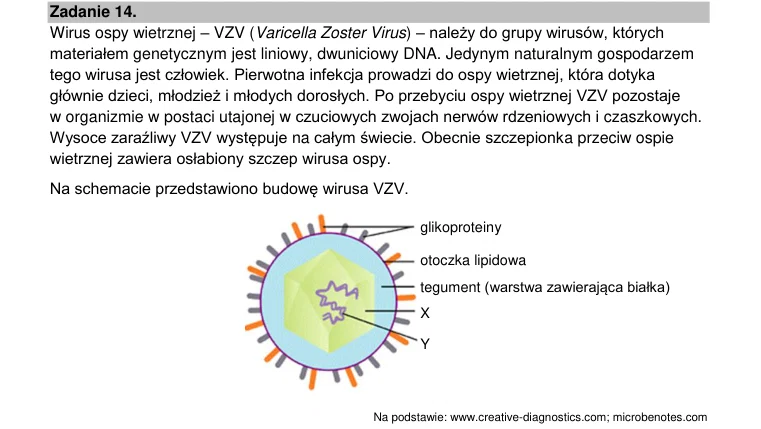 Zadanie 14.
Wirus ospy wietrznej – VZV (Varicella Zoster Virus) – należy do grupy wirusów, których
materiałem genetycznym jest liniowy, dwuniciowy DNA. Jedynym naturalnym gospodarzem
tego wirusa jest człowiek. Pierwotna infekcja prowadzi do ospy wietrznej, która dotyka
głównie dzieci, młodzież i młodych dorosłych. Po przebyciu ospy wietrznej VZV pozostaje
w organizmie w postaci utajonej w czuciowych zwojach nerwów rdzeniowych i czaszkowych.
Wysoce zaraźliwy VZV występuje na całym świecie. Obecnie szczepionka przeciw ospie
wietrznej zawiera osłabiony szczep wirusa ospy.
Na schemacie przedstawiono budowę wirusa VZV.
glikoproteiny
otoczka lipidowa
tegument (warstwa zawierająca białka)
X
Y
Na podstawie: www.creative-diagnostics.com; microbenotes.com